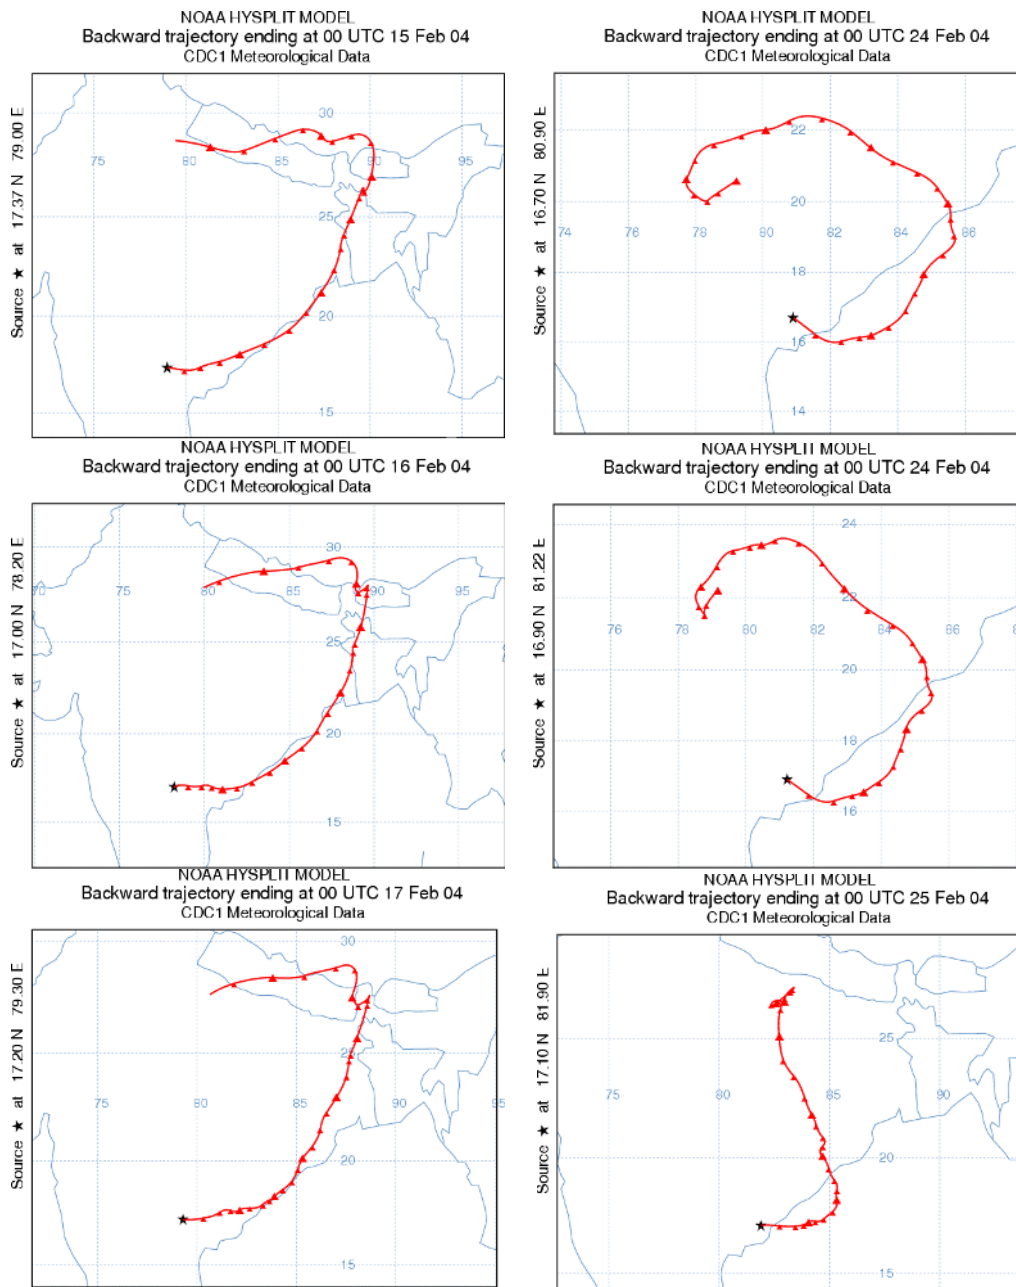 NOAA HYSPLIT MODEL
Backward trajectory ending at 00 UTC 15 Feb 04
CDC1 Meteorological Data
Source ★ at 17.37 N 79.00 E
30
75
80
85
90
95
25
20
15
NOAA HYSPLIT MODEL
Backward trajectory ending at 00 UTC 24 Feb 04
CDC1 Meteorological Data
Source ★ at 16.70 N 80.90 E
22
20
74
76
78
80
82
84
86
18
16
14
NOAA HYSPLIT MODEL
Backward trajectory ending at 00 UTC 16 Feb 04
CDC1 Meteorological Data
Source ★ at 17.00 N 78.20 E
30
70
75
80
85
90
95
25
20
15
NOAA HYSPLIT MODEL
Backward trajectory ending at 00 UTC 24 Feb 04
CDC1 Meteorological Data
Source ★ at 16.90 N 81.22 E
24
22
76
78
80
82
84
86
20
18
16
NOAA HYSPLIT MODEL
Backward trajectory ending at 00 UTC 17 Feb 04
CDC1 Meteorological Data
Source ★ at 17.20 N 79.30 E
30
25
75
80
85
90
95
20
15
NOAA HYSPLIT MODEL
Backward trajectory ending at 00 UTC 25 Feb 04
CDC1 Meteorological Data
Source ★ at 17.10 N 81.90 E
25
75
80
85
90
20
15